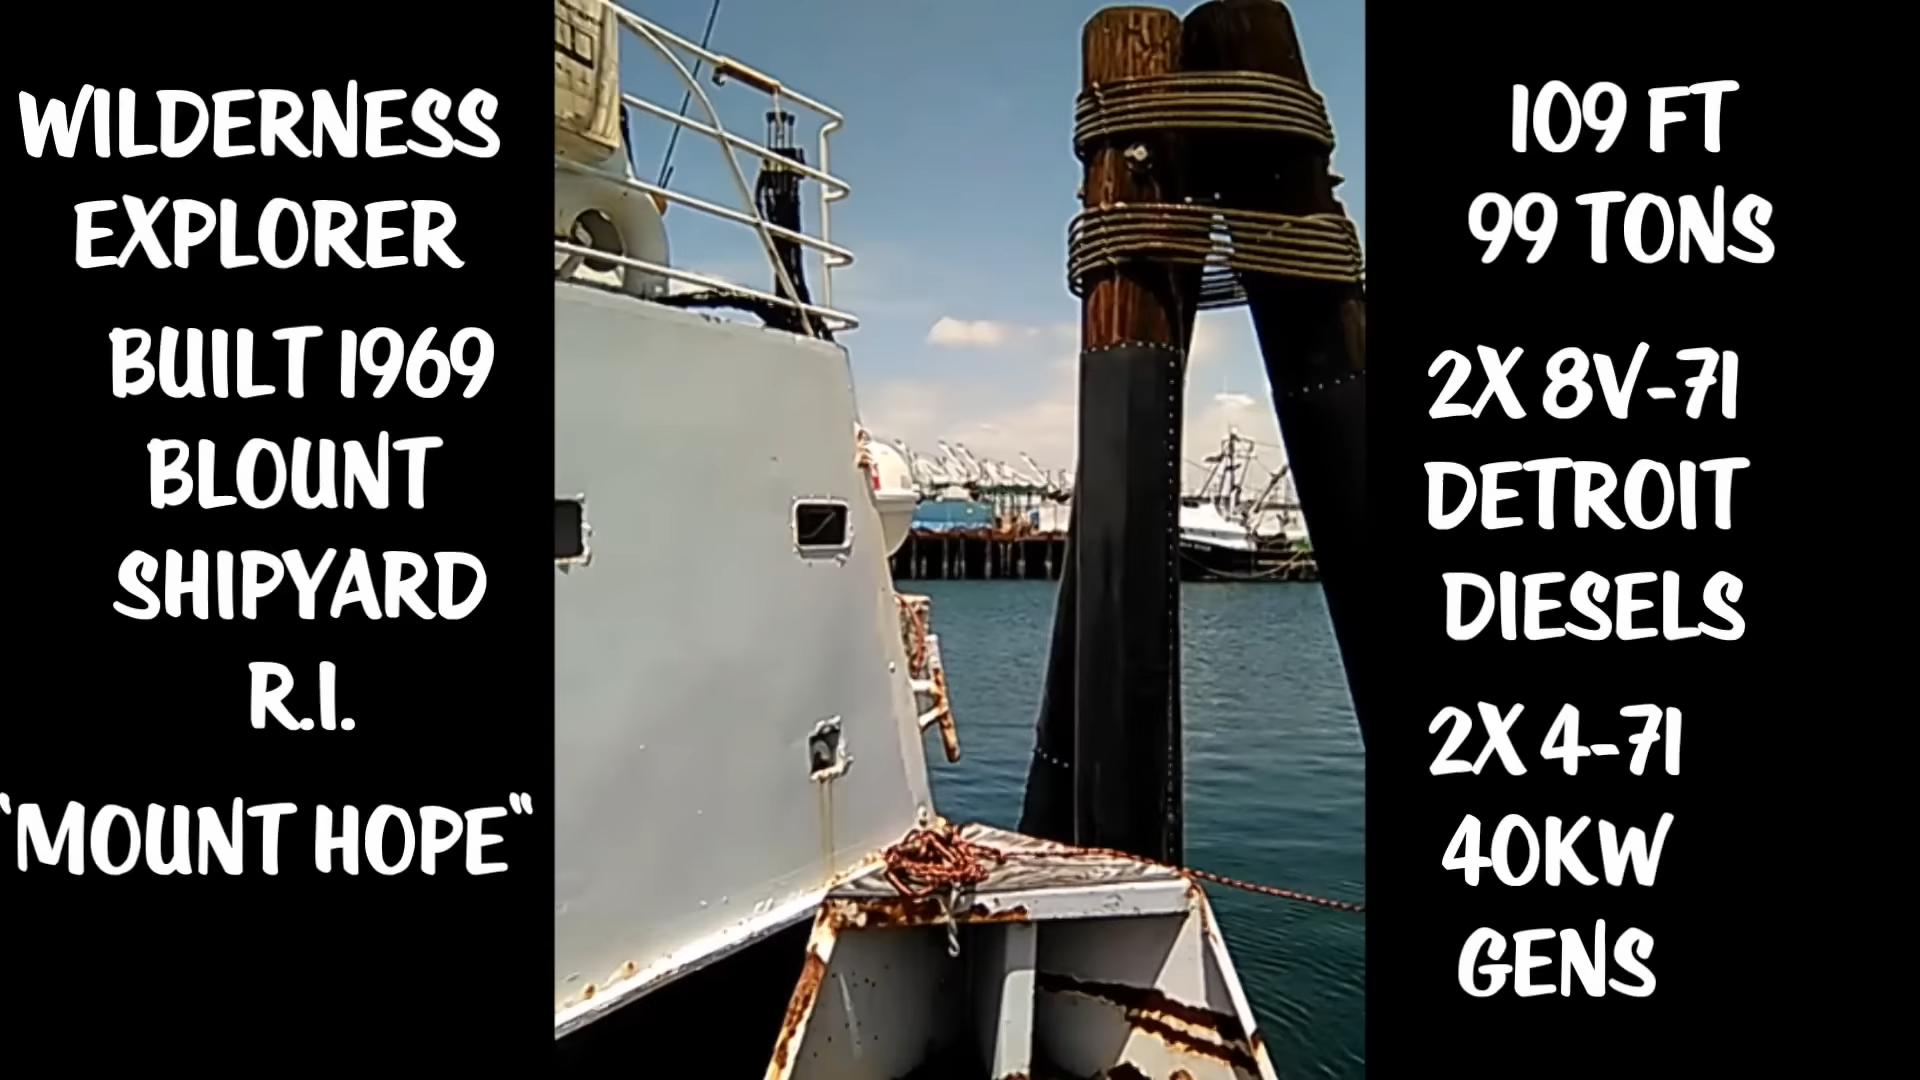 WILDERNESS
EXPLORER
BUILT 1969
BLOUNT
SHIPYARD
R.I.
"MOUNT HOPE"
109 FT
99 TONS
2X 8V-71
DETROIT
DIESELS
2X 4-71
40KW
GENS